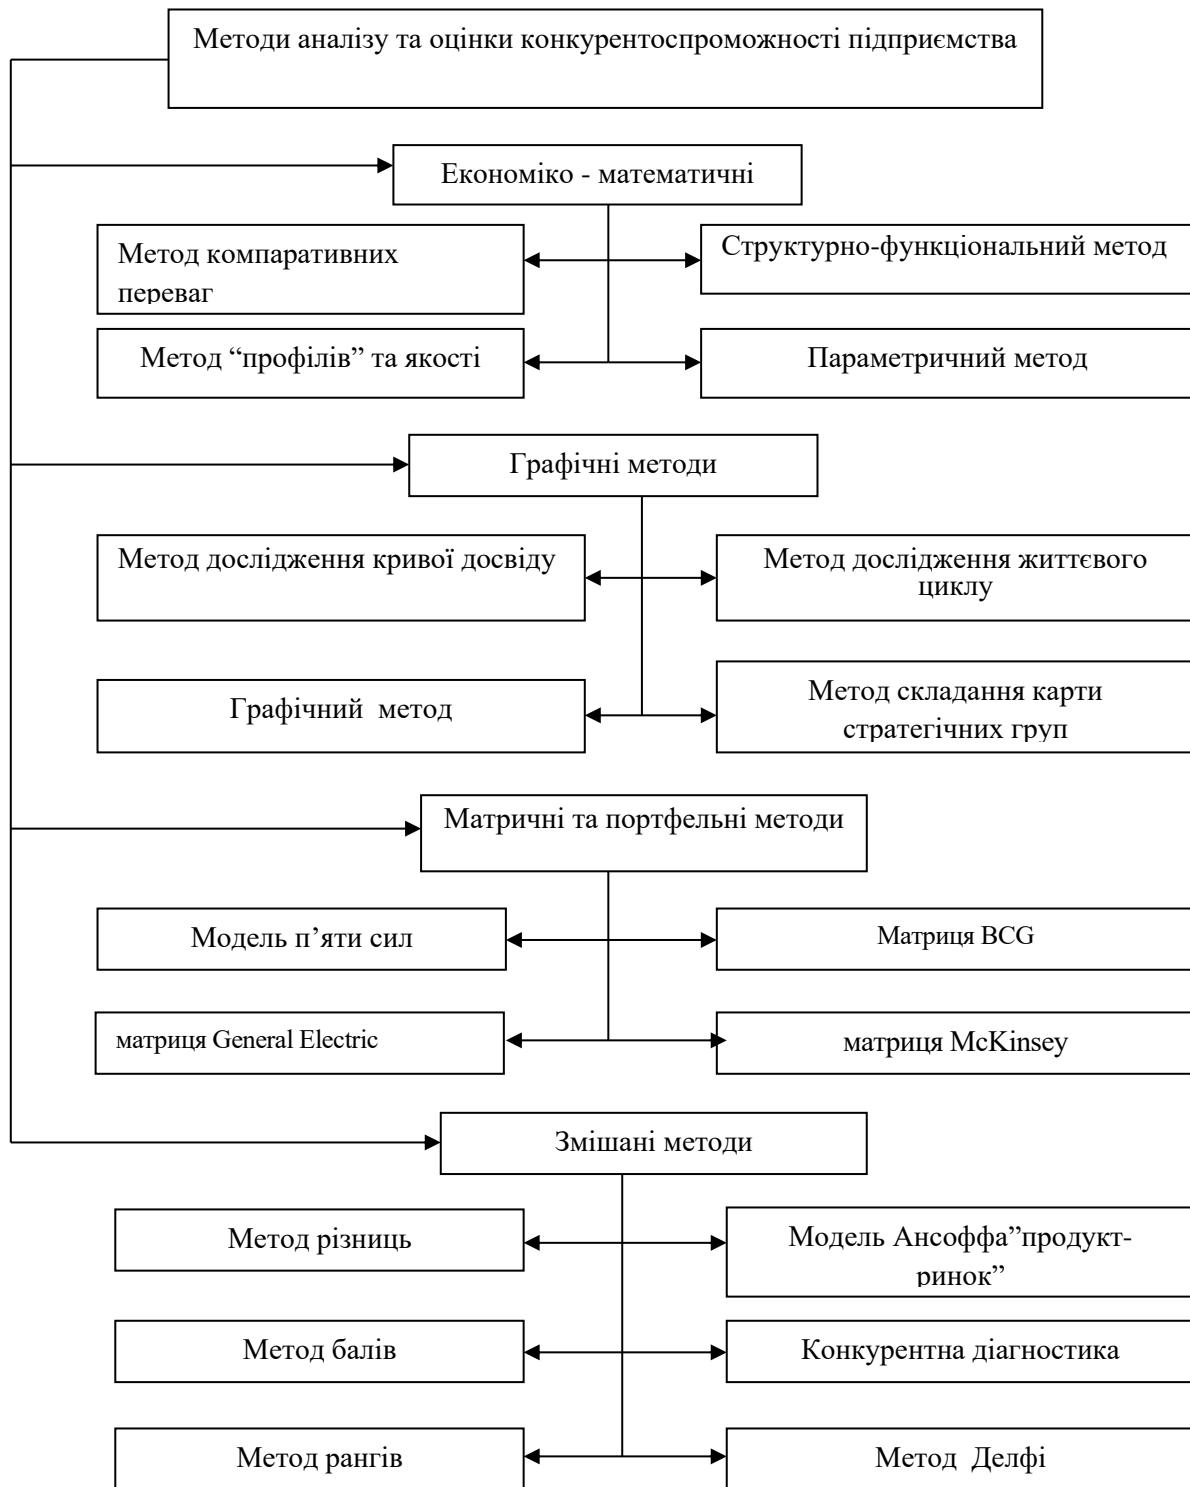 Методи аналізу та оцінки конкурентоспроможності підприємства
Економіко - математичні
Метод компаративних
переваг
Структурно-функціональний метод
Метод “профілів” та якості
Параметричний метод
Графічні методи
Метод дослідження кривої досвіду
Метод дослідження життєвого
циклу
Графічний метод
Метод складання карти
стратегічних груп
Матричні та портфельні методи
Модель п’яти сил
Матриця BCG
матриця General Electric
матриця McKinsey
Змішані методи
Метод різниць
Модель Ансоффа”продукт-
ринок”
Метод балів
Конкурентна діагностика
Метод рангів
Метод Делфі